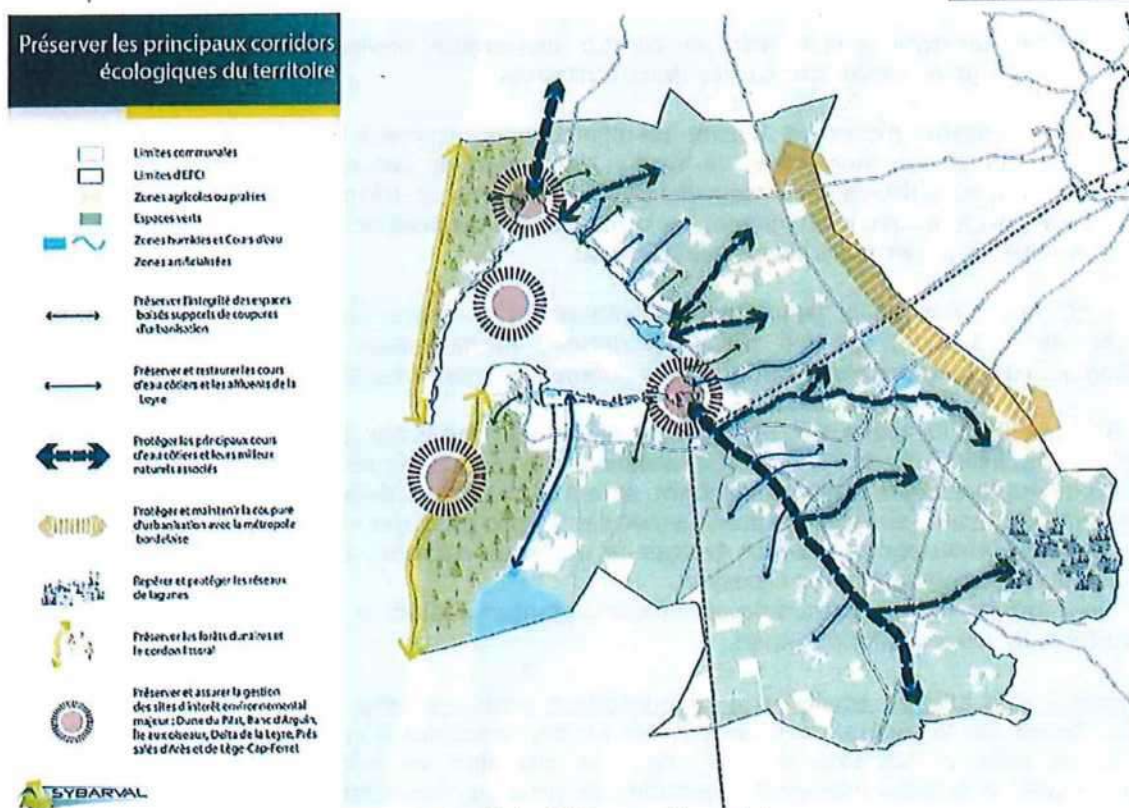 Préserver les principaux corridors
écologiques du territoire
Limites communales
Limites d'EPCI
Zones agricoles ou prairies
Espaces verts
Zones humides et Cours d'eau
Zones artificialisées
Préserver l'intégrité des espaces
boisés supports de coupures
d'urbanisation
Préserver et restaurer les cours
d'eau côtiers et les affluents de la
Leyre
Protéger les principaux cours
d'eau côtiers et leurs milieux
naturels associés
Protéger et maintenir la coupure
d'urbanisation avec la métropole
bordelaise
Repérer et protéger les réseaux
de lagunes
Préserver les forêts dunaires et
le cordon littoral
Préserver et assurer la gestion
des sites d'intérêt environnemental
majeur : Dune du Pilat, Banc d'Arguin,
Île aux oiseaux, Delta de la Leyre, Prés
salés d'Arès et de Lège-Cap-Ferret
SYBARVAL